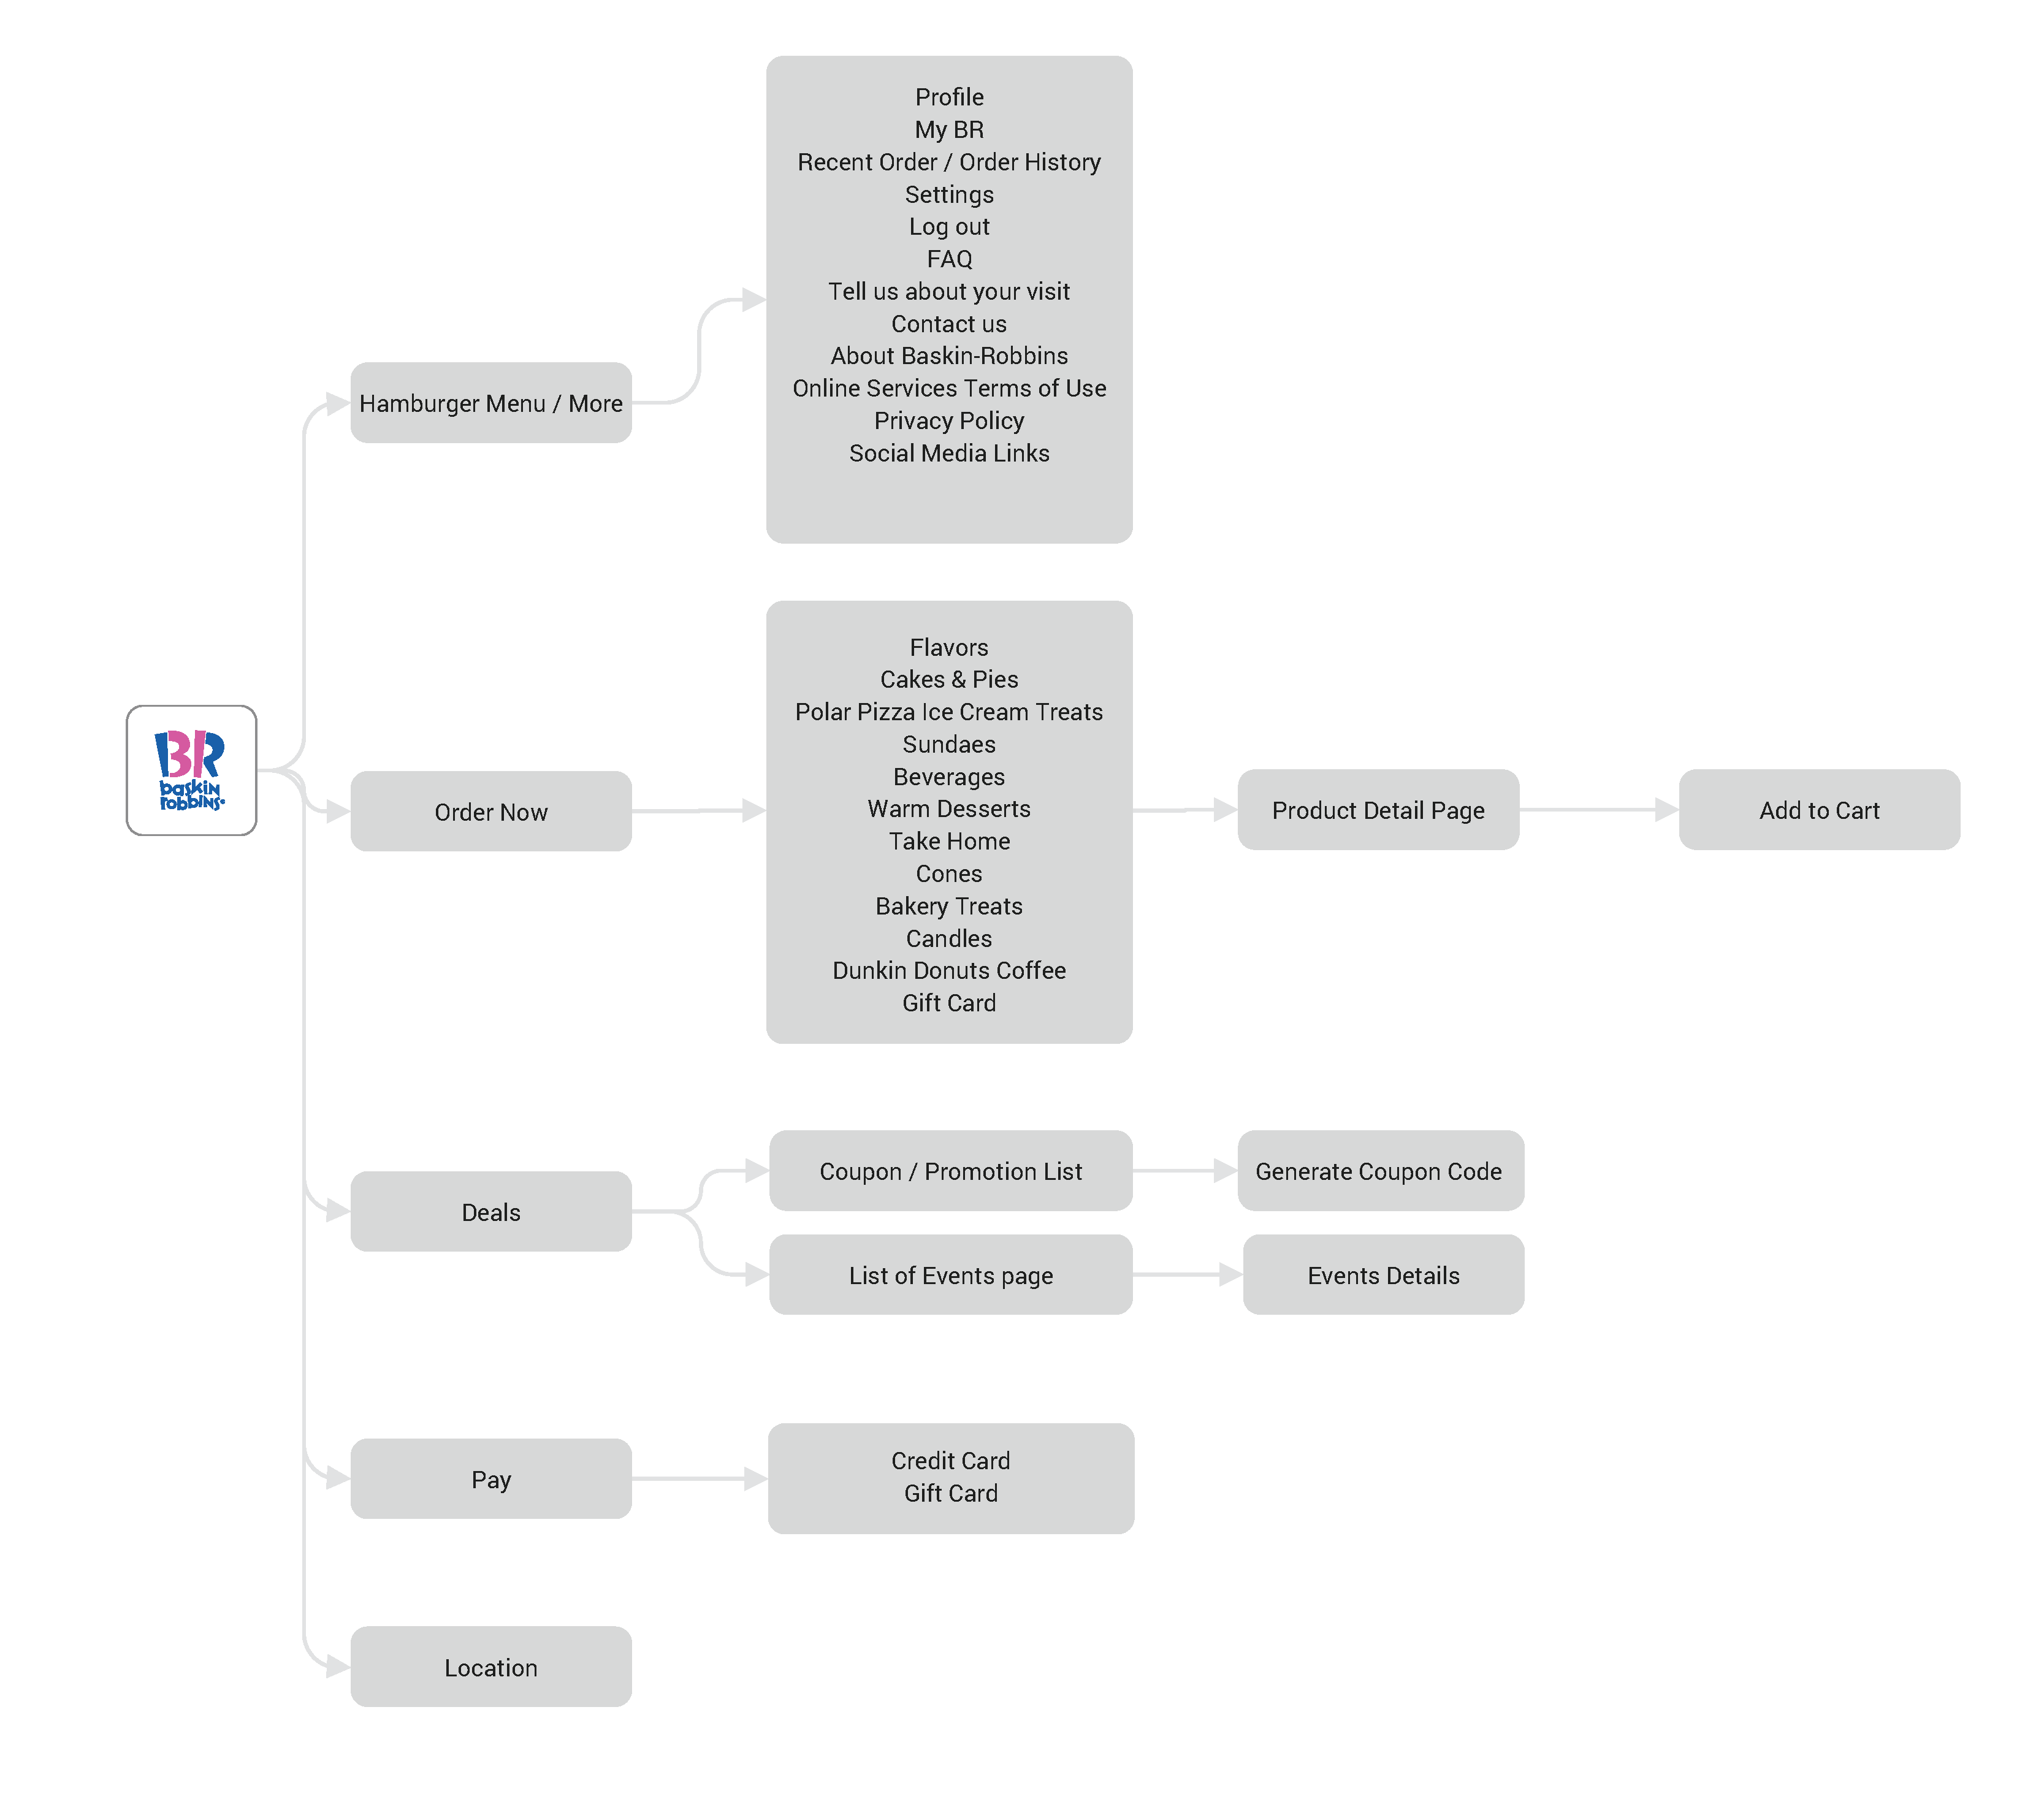 BR
baskin
robbins
Hamburger Menu / More
Profile
My BR
Recent Order / Order History
Settings
Log out
FAQ
Tell us about your visit
Contact us
About Baskin-Robbins
Online Services Terms of Use
Privacy Policy
Social Media Links
Order Now
Flavors
Cakes & Pies
Polar Pizza Ice Cream Treats
Sundaes
Beverages
Warm Desserts
Take Home
Cones
Bakery Treats
Candles
Dunkin Donuts Coffee
Gift Card
Product Detail Page
Add to Cart
Deals
Coupon / Promotion List
Generate Coupon Code
List of Events page
Events Details
Pay
Credit Card
Gift Card
Location